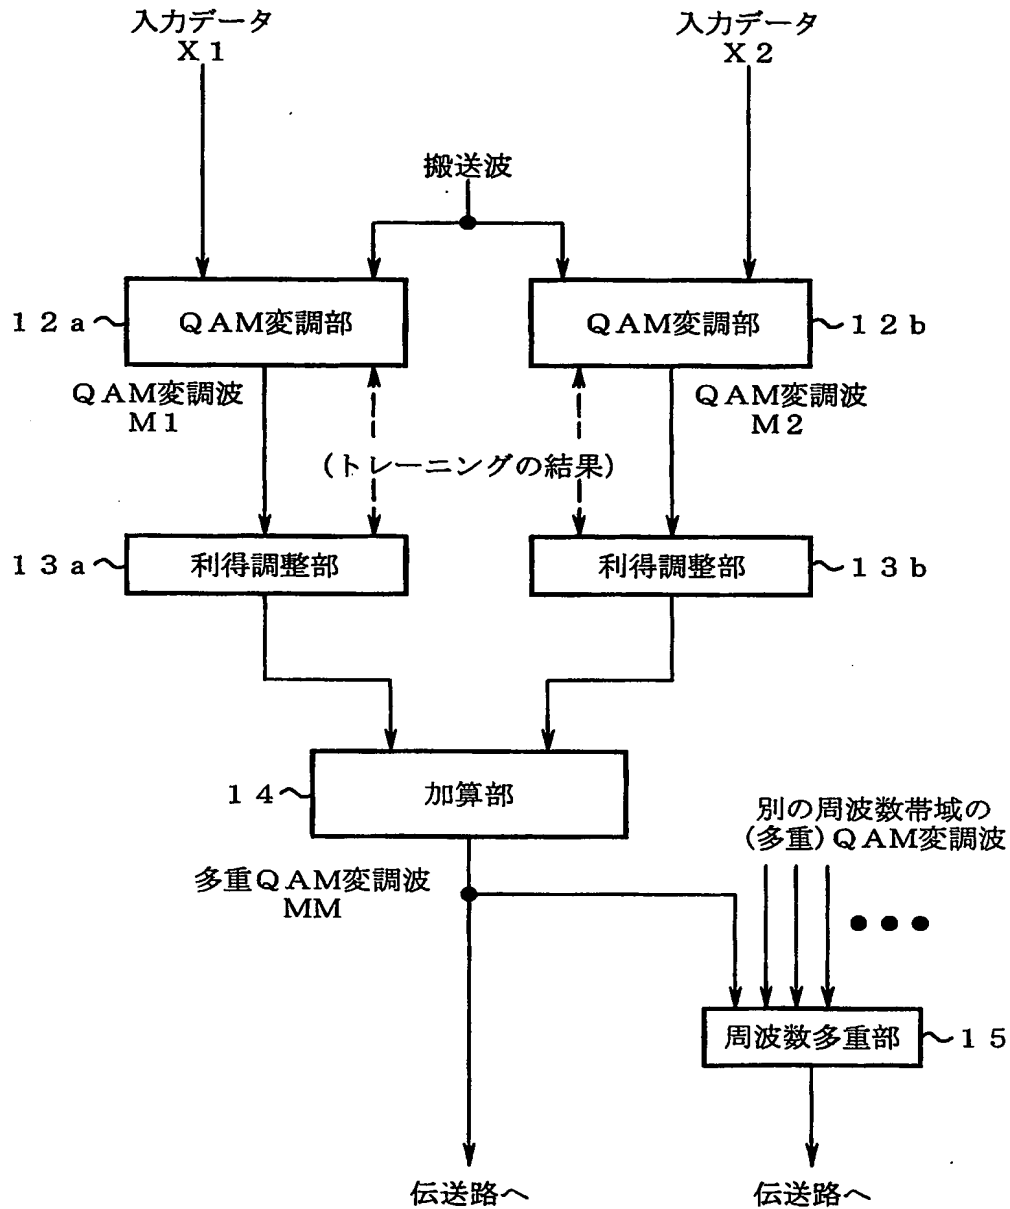 入力データ
X1
入力データ
X2
搬送波
12a
QAM変調部
QAM変調部
12b
QAM変調波
M1
QAM変調波
M2
(トレーニングの結果)
13a
利得調整部
利得調整部
13b
14
加算部
別の周波数帯域の
(多重)QAM変調波
多重QAM変調波
MM
周波数多重部
15
伝送路へ
伝送路へ